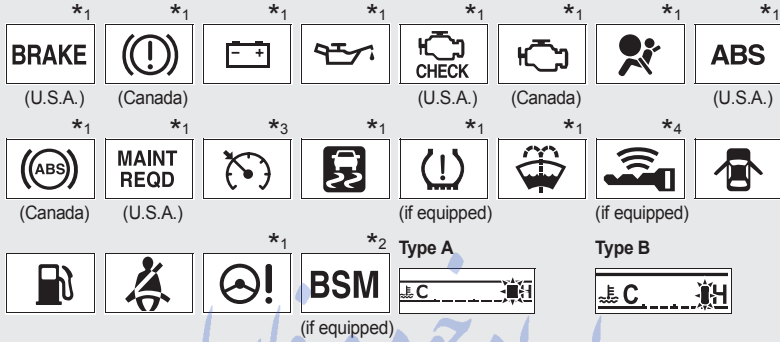 *1 *1 *1 *1 *1 *1 *1 *1
BRAKE CHECK ABS
(U.S.A.) (Canada) (U.S.A.) (Canada) (U.S.A.)
*1 *1 *3 *1 *1 *1 *4
ABS MAINT REQD
(Canada) (U.S.A.) (if equipped) (if equipped)
*1 *2 Type A Type B
BSM C H C H
(if equipped)